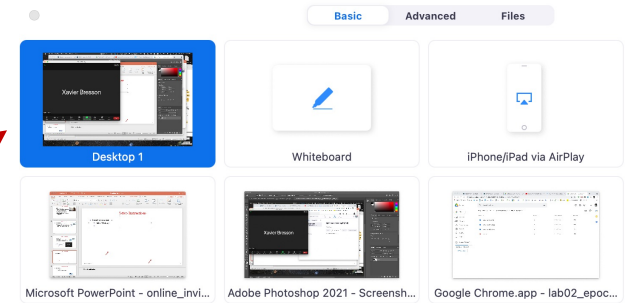 Basic Advanced Files
Xavier Bresson
Desktop 1 Whiteboard iPhone/iPad via AirPlay
Xavier Bresson
Microsoft PowerPoint - online_invi... Adobe Photoshop 2021 - Screensh... Google Chrome.app - lab02_epoc...